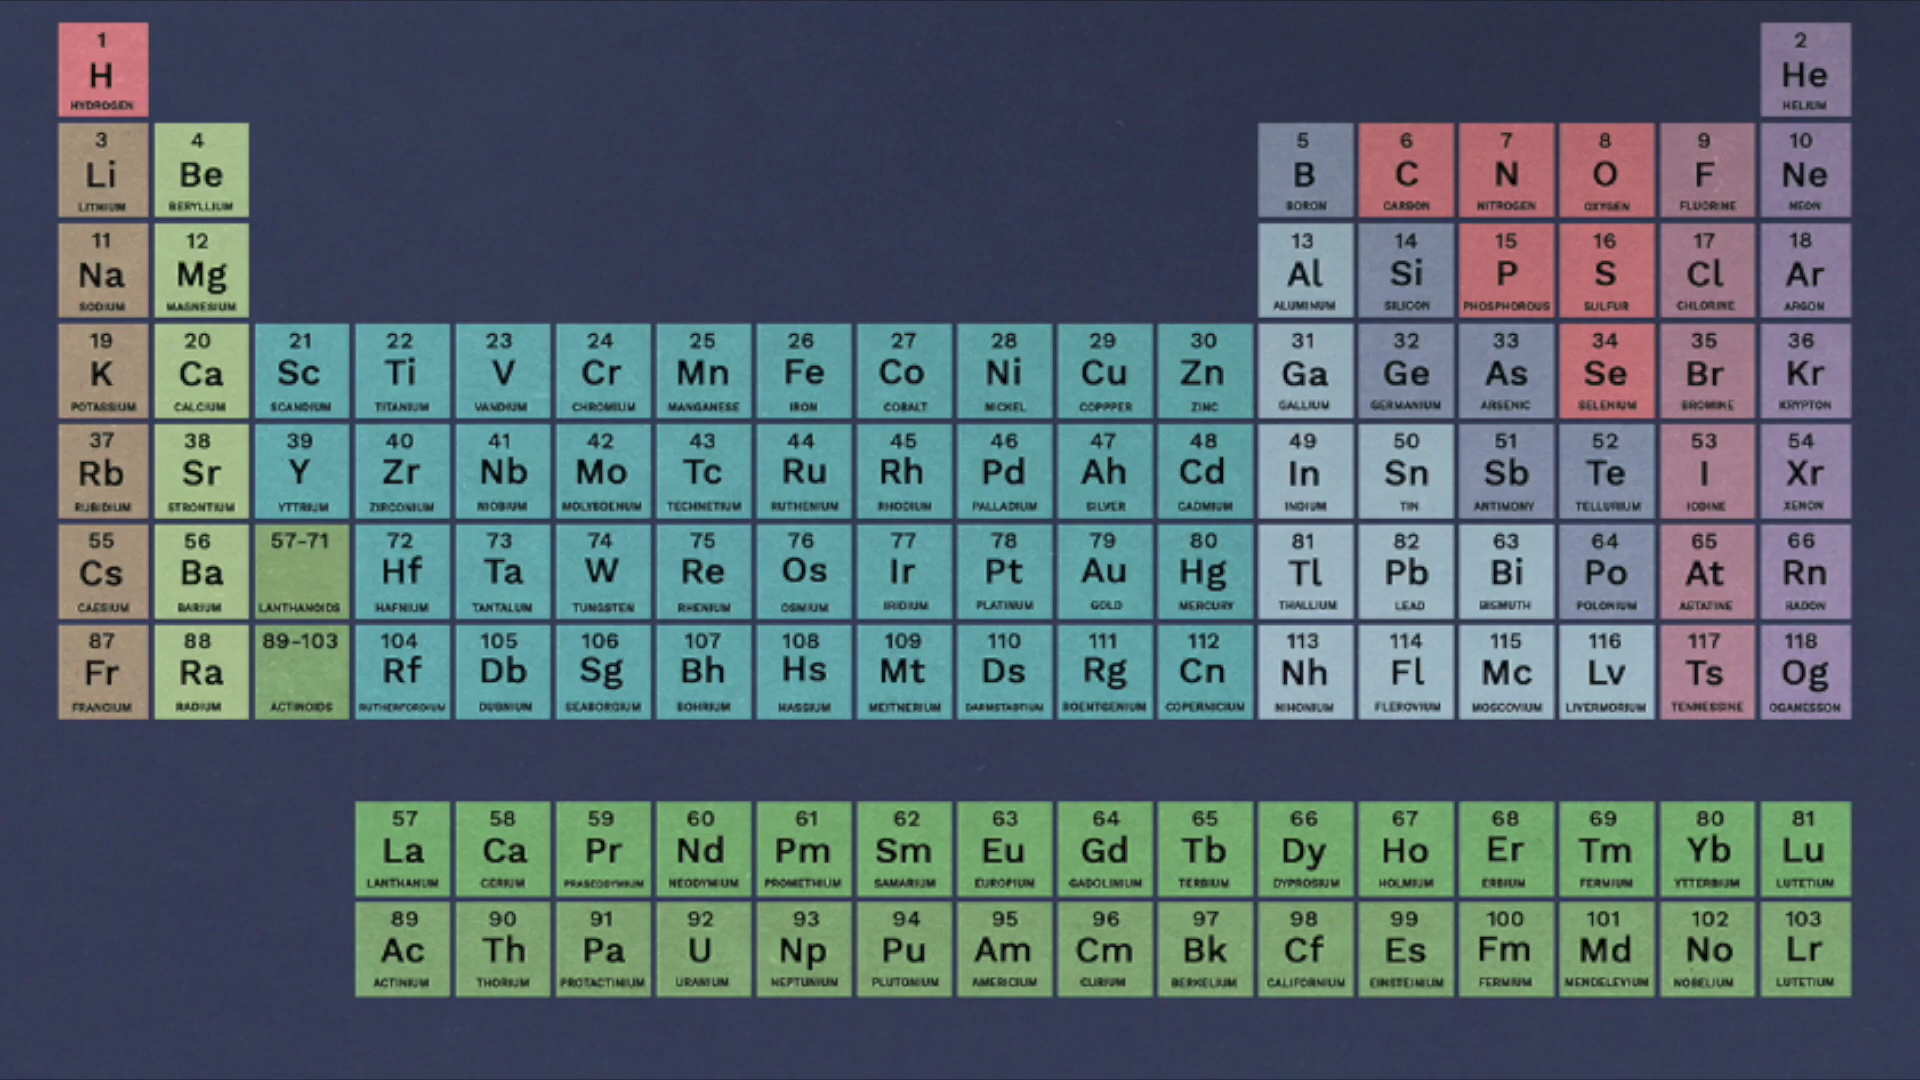 1 2
H He
HYDROGEN HELIUM
3 4 5 6 7 8 9 10
Li Be B C N O F Ne
LITHIUM BERYLLIUM BORON CARBON NITROGEN OXYGEN FLUORINE NEON
11 12 13 14 15 16 17 18
Na Mg Al Si P S Cl Ar
SODIUM MAGNESIUM ALUMINUM SILICON PHOSPHOROUS SULFUR CHLORINE ARGON
19 20 21 22 23 24 25 26 27 28 29 30 31 32 33 34 35 36
K Ca Sc Ti V Cr Mn Fe Co Ni Cu Zn Ga Ge As Se Br Kr
POTASSIUM CALCIUM SCANDIUM TITANIUM VANDIUM CHROMIUM MANGANESE IRON COBALT NICKEL COPPPER ZINC GALLIUM GERMANIUM ARSENIC SELENIUM BROMINE KRYPTON
37 38 39 40 41 42 43 44 45 46 47 48 49 50 51 52 53 54
Rb Sr Y Zr Nb Mo Tc Ru Rh Pd Ah Cd In Sn Sb Te I Xr
RUBIDIUM STRONTIUM YTTRIUM ZIRCONIUM NIOBIUM MOLYBDENUM TECHNETIUM RUTHENIUM RHODIUM PALLADIUM SILVER CADMIUM INDIUM TIN ANTIMONY TELLURIUM IODINE XENON
55 56 57-71 72 73 74 75 76 77 78 79 80 81 82 63 64 65 66
Cs Ba Hf Ta W Re Os Ir Pt Au Hg Tl Pb Bi Po At Rn
CAESIUM BARIUM LANTHANOIDS HAFNIUM TANTALUM TUNGSTEN RHENIUM OSMIUM IRIDIUM PLATINUM GOLD MERCURY THALLIUM LEAD BISMUTH POLONIUM ASTATINE RADON
87 88 89-103 104 105 106 107 108 109 110 111 112 113 114 115 116 117 118
Fr Ra Rf Db Sg Bh Hs Mt Ds Rg Cn Nh Fl Mc Lv Ts Og
FRANCIUM RADIUM ACTINOIDS RUTHERFORDIUM DUBNIUM SEABORGIUM BOHRIUM HASSIUM MEITNERIUM DARMSTADTIUM ROENTGENIUM COPERNICIUM NIHONIUM FLEROVIUM MOSCOVIUM LIVERMORIUM TENNESSINE OGANESSON
57 58 59 60 61 62 63 64 65 66 67 68 69 80 81
La Ca Pr Nd Pm Sm Eu Gd Tb Dy Ho Er Tm Yb Lu
LANTHANUM CERIUM NEODYMIUM PROMETHIUM SAMARIUM EUROPIUM GADOLINIUM TERBIUM DYPROSIUM HOLMIUM ERBIUM FERMIUM YTTERBIUM LUTETIUM
89 90 91 92 93 94 95 96 97 98 99 100 101 102 103
Ac Th Pa U Np Pu Am Cm Bk Cf Es Fm Md No Lr
ACTINIUM THORIUM PROTACTINIUM URANIUM NEPTUNIUM PLUTONIUM AMERICIUM CURIUM BERKELIUM CALIFORNIUM EINSTEINIUM FERMIUM MENDELEVIUM NOBELIUM LUTETIUM